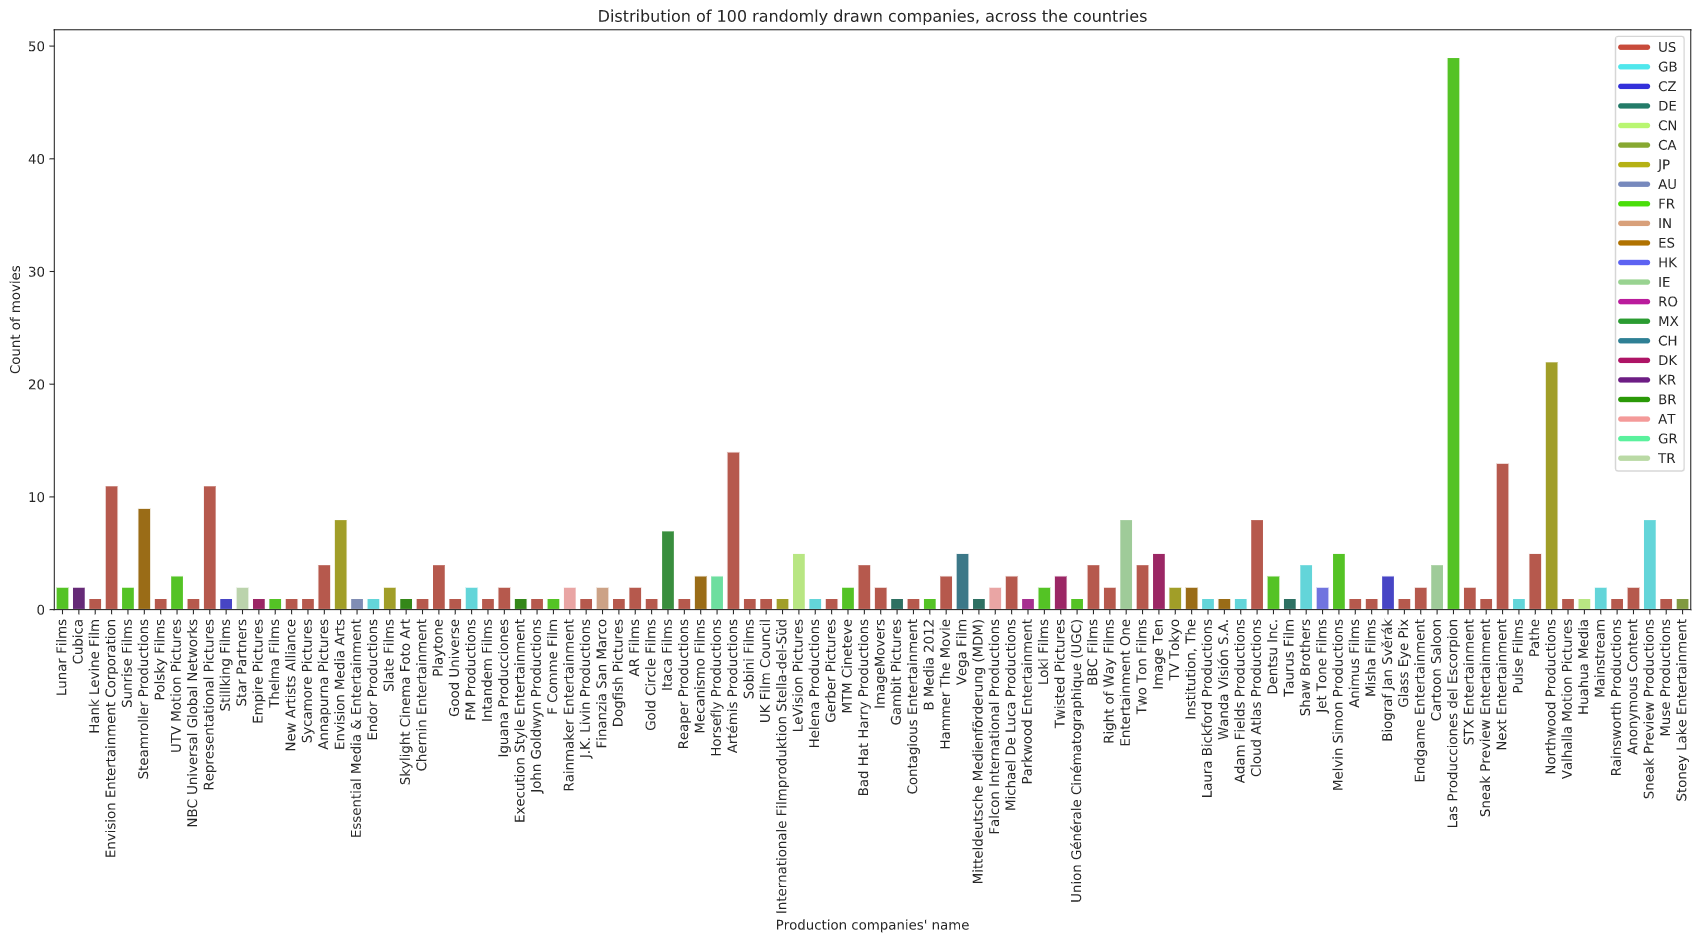 Distribution of 100 randomly drawn companies, across the countries
Count of movies
50
40
30
20
10
0
US
GB
CZ
DE
CN
CA
JP
AU
FR
IN
ES
HK
IE
RO
MX
CH
DK
KR
BR
AT
GR
TR
Lunar Films
Cubica
Hank Levine Film
Envision Entertainment Corporation
Sunrise Films
Steamroller Productions
Polsky Films
UTV Motion Pictures
NBC Universal Global Networks
Representational Pictures
Stillking Films
Star Partners
Empire Pictures
Thelma Films
New Artists Alliance
Sycamore Pictures
Annapurna Pictures
Envision Media Arts
Essential Media & Entertainment
Endor Productions
Slate Films
Skylight Cinema Foto Art
Chernin Entertainment
Playtone
Good Universe
FM Productions
Intandem Films
Iguana Producciones
Execution Style Entertainment
John Goldwyn Productions
F Comme Film
Rainmaker Entertainment
J.K. Livin Productions
Finanzia San Marco
Dogfish Pictures
AR Films
Gold Circle Films
Itaca Films
Reaper Productions
Mecanismo Films
Horsefly Productions
Artémis Productions
Sobini Films
UK Film Council
Internationale Filmproduktion Stella-del-Süd
LeVision Pictures
Helena Productions
Gerber Pictures
MTM Cineteve
Bad Hat Harry Productions
ImageMovers
Gambit Pictures
Contagious Entertainment
B Media 2012
Hammer The Movie
Vega Film
Mitteldeutsche Medienförderung (MDM)
Falcon International Productions
Michael De Luca Productions
Parkwood Entertainment
Loki Films
Twisted Pictures
Union Générale Cinématographique (UGC)
BBC Films
Right of Way Films
Entertainment One
Two Ton Films
Image Ten
TV Tokyo
Institution, The
Laura Bickford Productions
Wanda Visión S.A.
Adam Fields Productions
Cloud Atlas Productions
Dentsu Inc.
Taurus Film
Shaw Brothers
Jet Tone Films
Melvin Simon Productions
Animus Films
Misha Films
Biograf Jan Svěrák
Glass Eye Pix
Endgame Entertainment
Cartoon Saloon
Las Producciones del Escorpion
STX Entertainment
Sneak Preview Entertainment
Next Entertainment
Pulse Films
Pathe
Northwood Productions
Valhalla Motion Pictures
Huahua Media
Mainstream
Rainsworth Productions
Anonymous Content
Sneak Preview Productions
Muse Productions
Stoney Lake Entertainment
Production companies' name